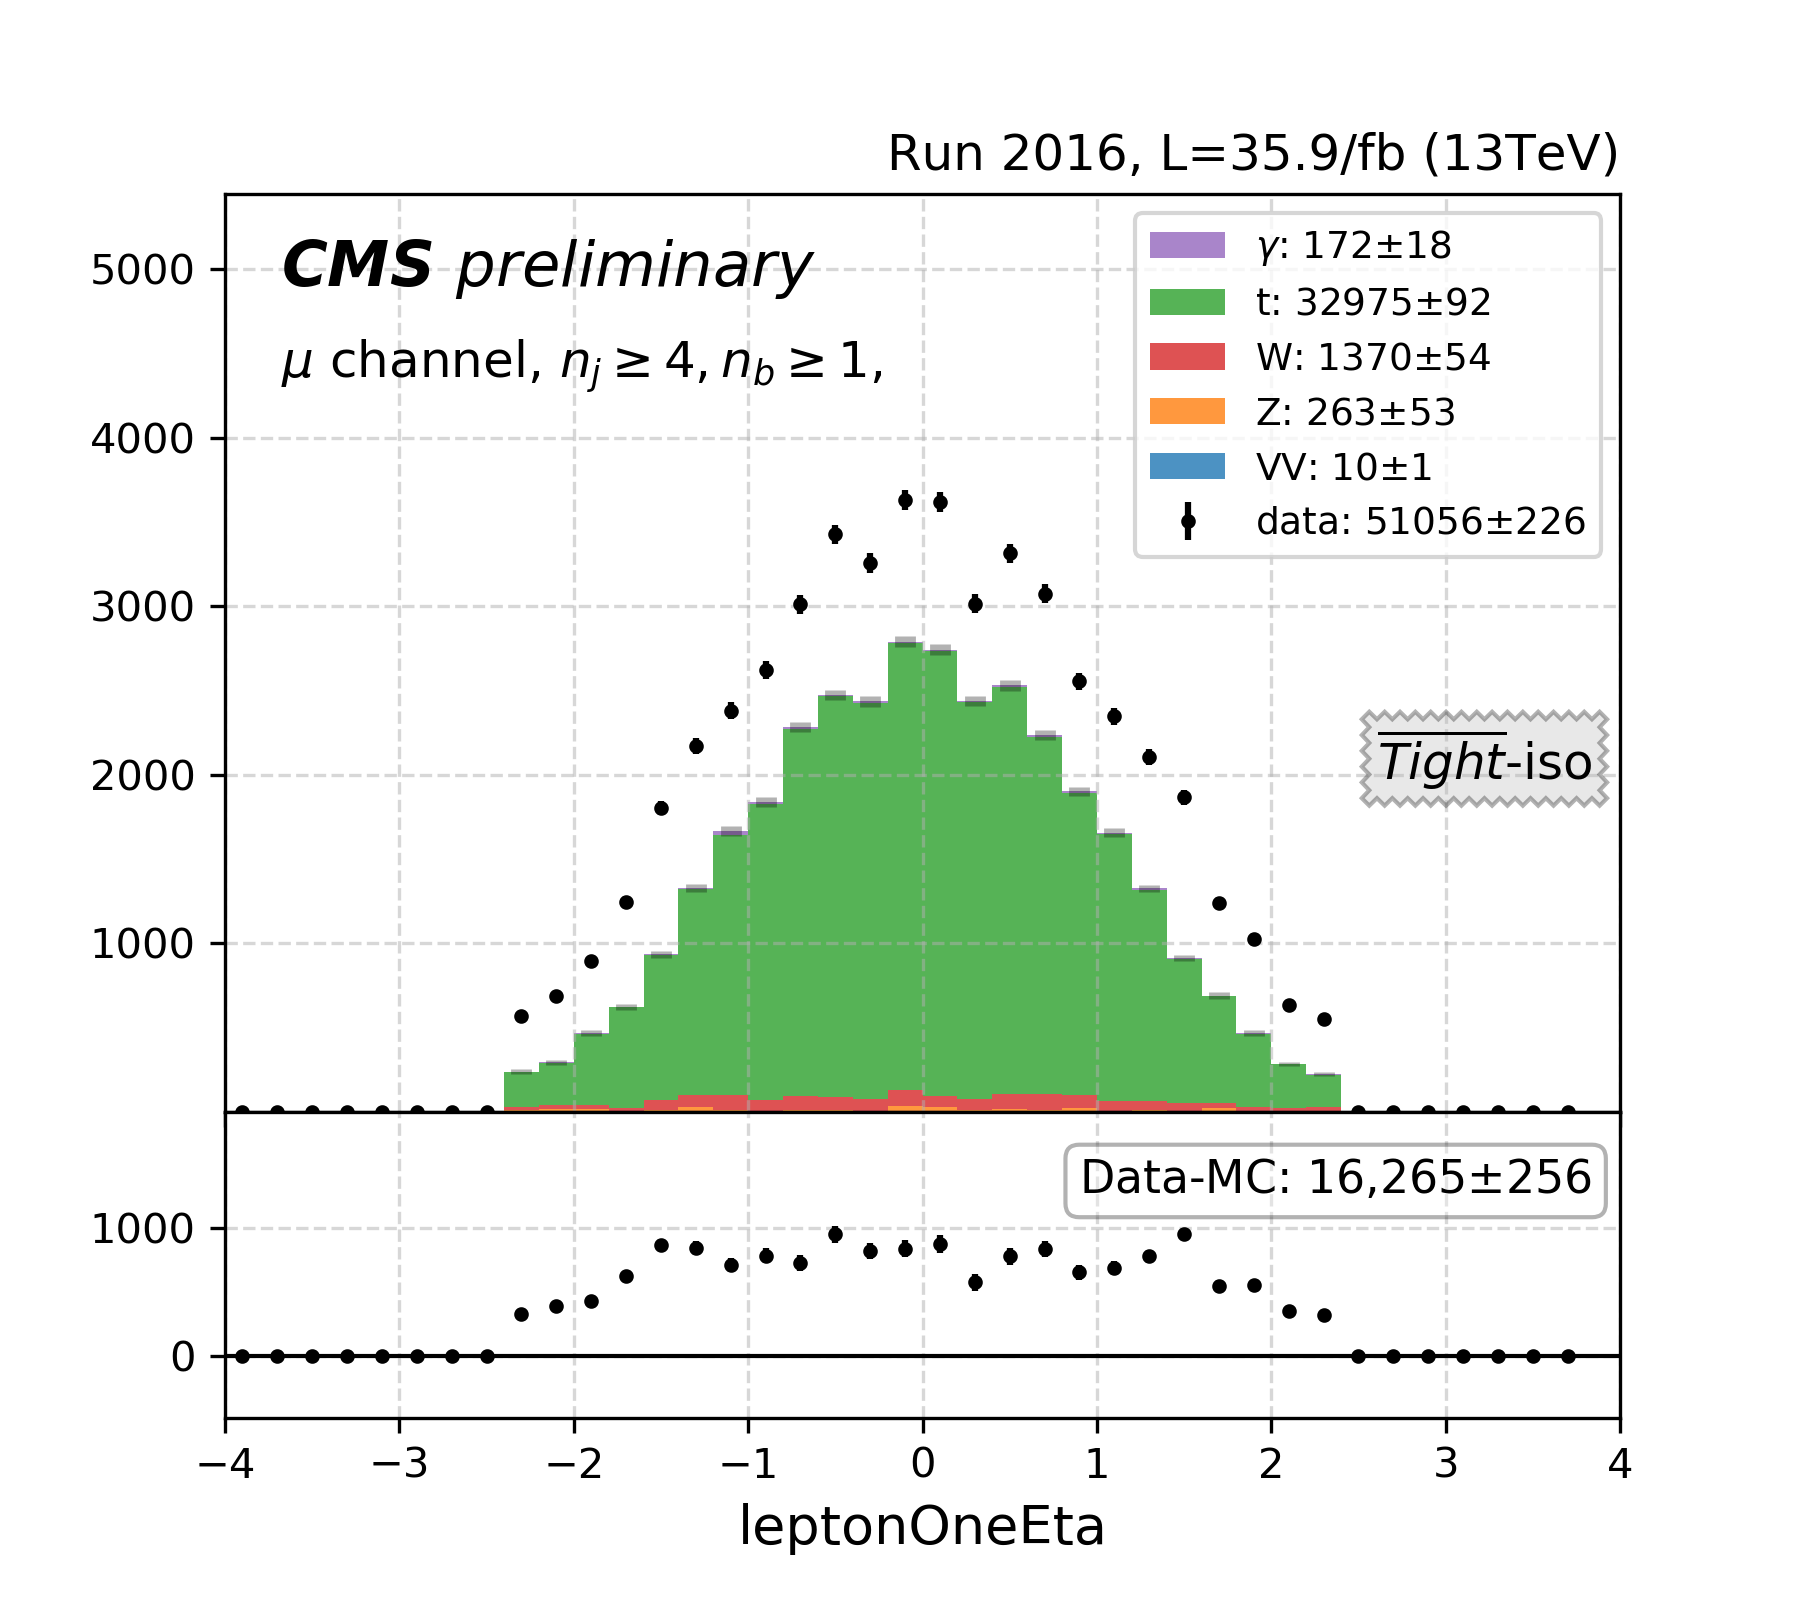 Run 2016, L=35.9/fb (13TeV)
CMS preliminary
μ channel, n_j ≥ 4, n_b ≥ 1,
γ: 172±18
t: 32975±92
W: 1370±54
Z: 263±53
VV: 10±1
data: 51056±226
5000
4000
3000
2000
1000
Tight-iso
Data-MC: 16,265±256
1000
0
−4 −3 −2 −1 0 1 2 3 4
leptonOneEta